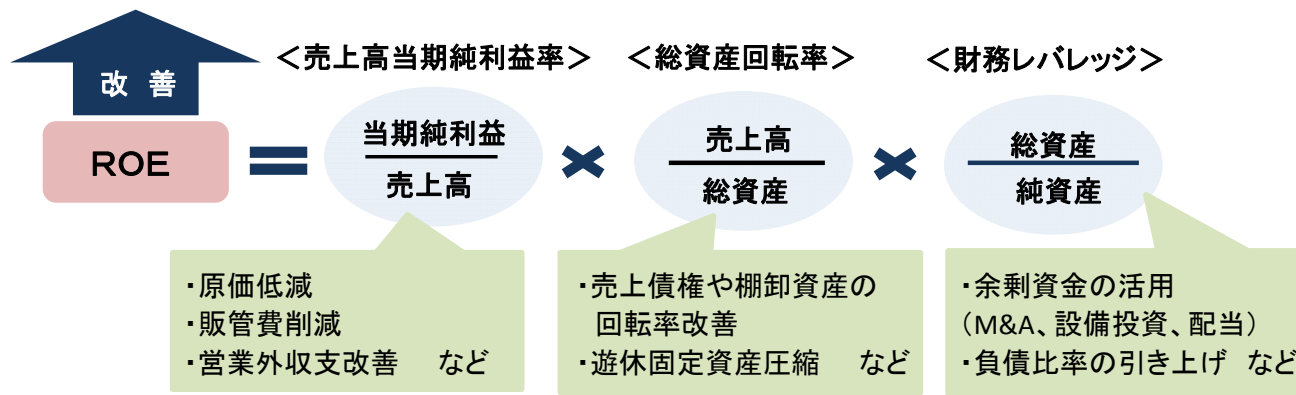 改 善
＜売上高当期純利益率＞
＜総資産回転率＞
＜財務レバレッジ＞
ROE
＝
当期純利益
売上高
×
売上高
総資産
×
総資産
純資産
・原価低減
・販管費削減
・営業外収支改善 など
・売上債権や棚卸資産の
回転率改善
・遊休固定資産圧縮 など
・余剰資金の活用
（M&A、設備投資、配当）
・負債比率の引き上げ など